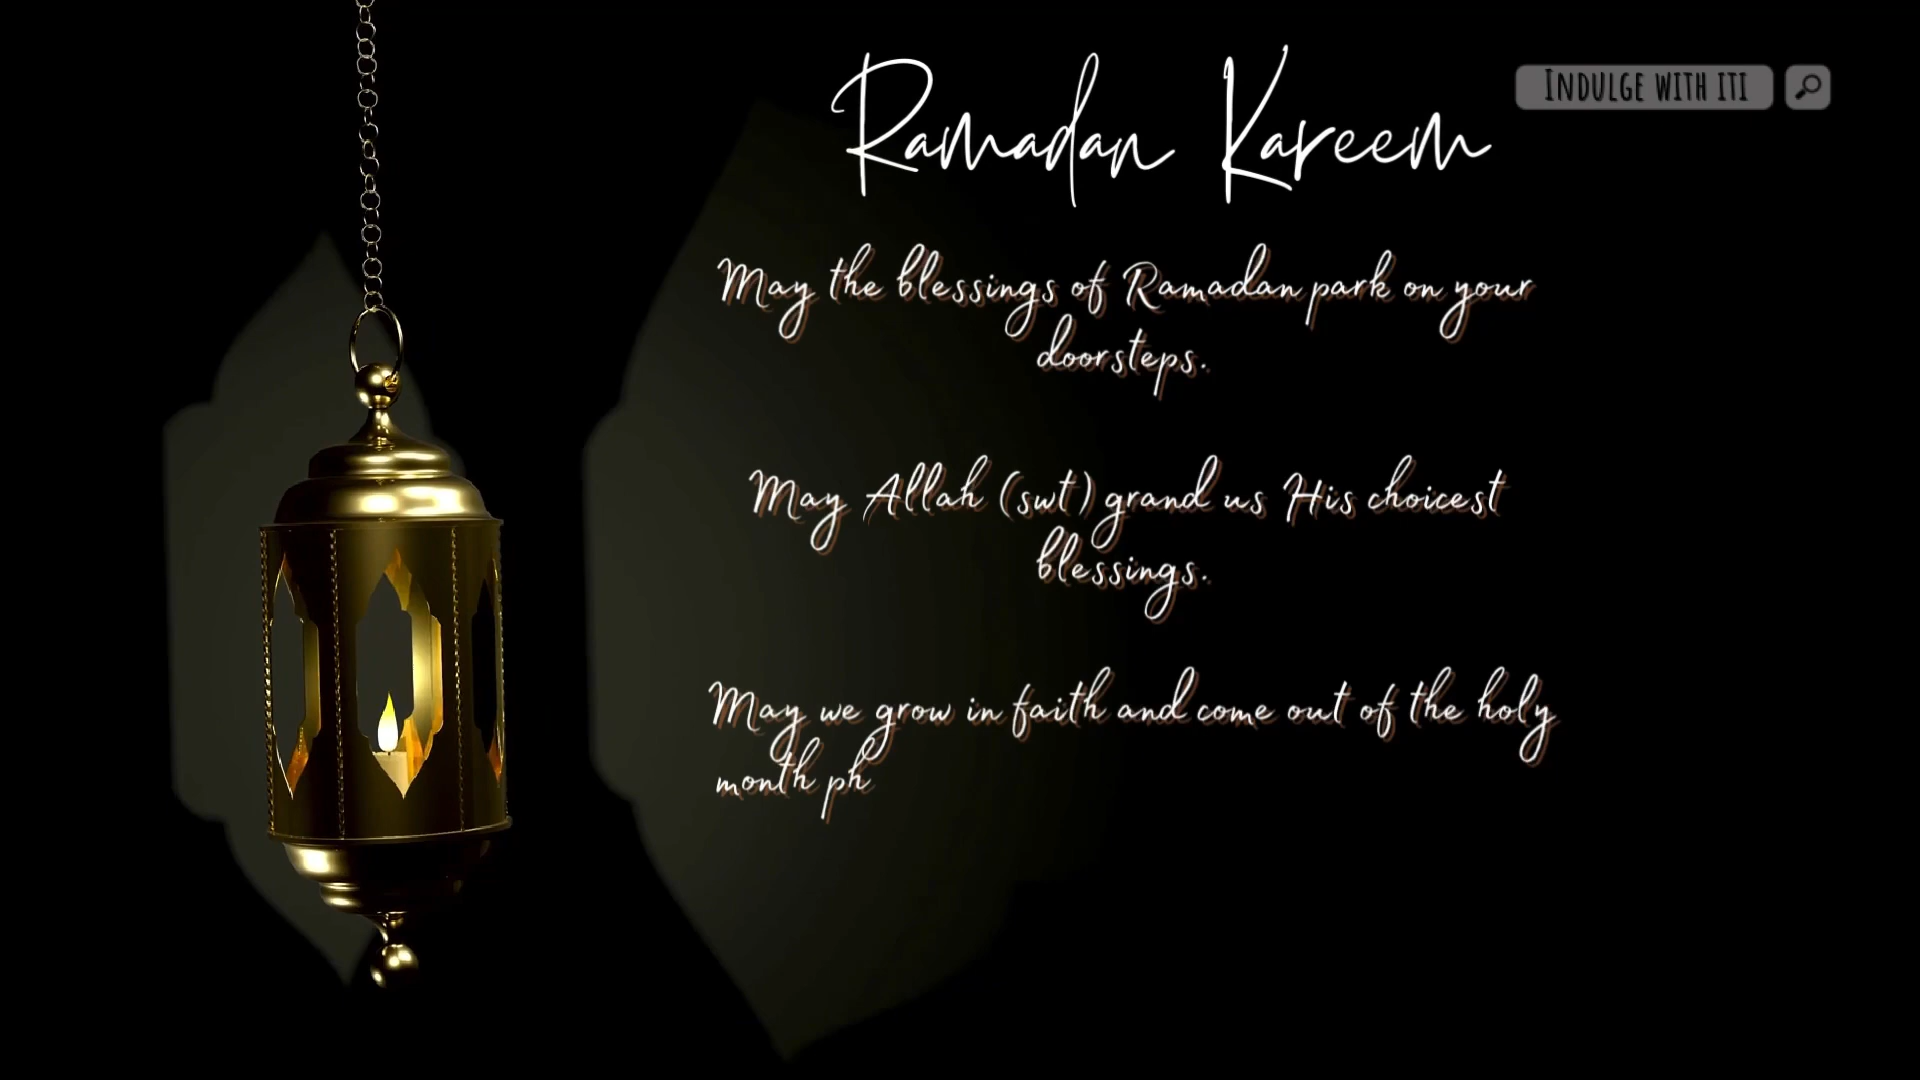 Ramadan Kareem
INDULGE WITH ITI
May the blessings of Ramadan park on your
doorsteps.
May Allah (swt) grand us His choicest
blessings.
May we grow in faith and come out of the holy
month ph